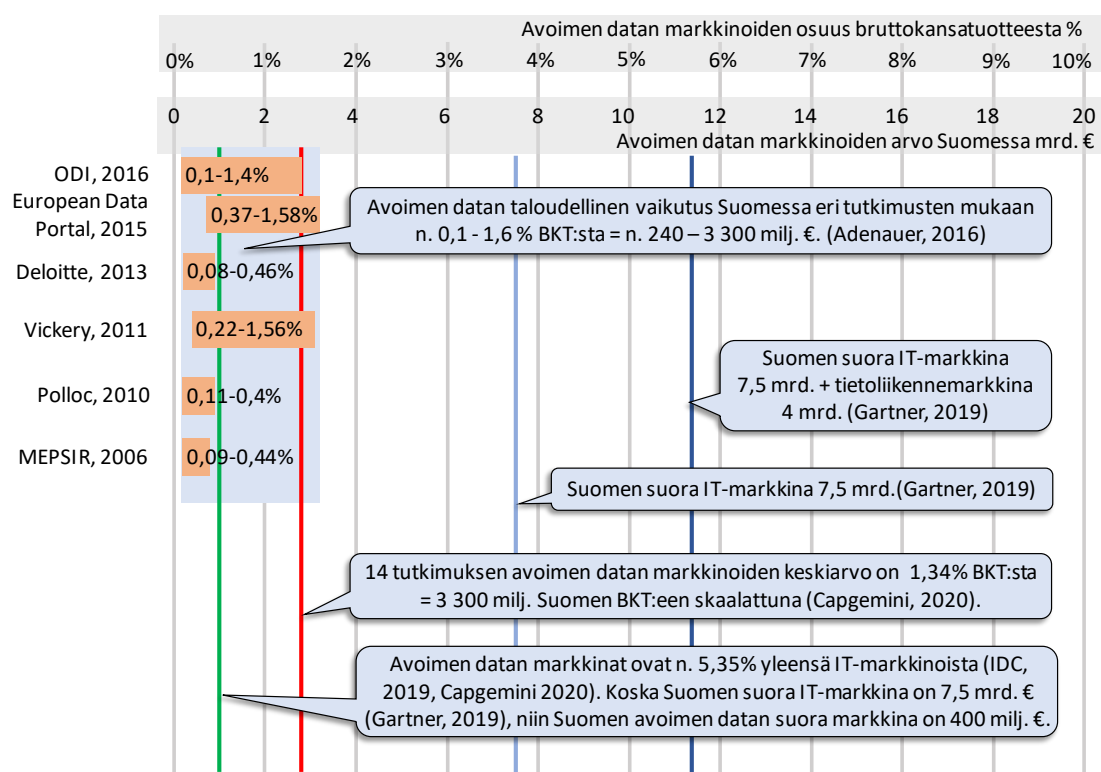 Avoimen datan markkinoiden osuus bruttokansatuotteesta %
0% 1% 2% 3% 4% 5% 6% 7% 8% 9% 10%
0 2 4 6 8 10 12 14 16 18 20
Avoimen datan markkinoiden arvo Suomessa mrd. €
ODI, 2016
0,1-1,4%
European Data
Portal, 2015
0,37-1,58%
Avoimen datan taloudellinen vaikutus Suomessa eri tutkimusten mukaan
n. 0,1 - 1,6 % BKT:sta = n. 240 – 3 300 milj. €. (Adenauer, 2016)
Deloitte, 2013
0,08-0,46%
Vickery, 2011
0,22-1,56%
Suomen suora IT-markkina
7,5 mrd. + tietoliikennemarkkina
4 mrd. (Gartner, 2019)
Polloc, 2010
0,11-0,4%
MEPSIR, 2006
0,09-0,44%
Suomen suora IT-markkina 7,5 mrd.(Gartner, 2019)
14 tutkimuksen avoimen datan markkinoiden keskiarvo on 1,34% BKT:sta
= 3 300 milj. Suomen BKT:een skaalattuna (Capgemini, 2020).
Avoimen datan markkinat ovat n. 5,35% yleensä IT-markkinoista (IDC,
2019, Capgemini 2020). Koska Suomen suora IT-markkina on 7,5 mrd. €
(Gartner, 2019), niin Suomen avoimen datan suora markkina on 400 milj. €.